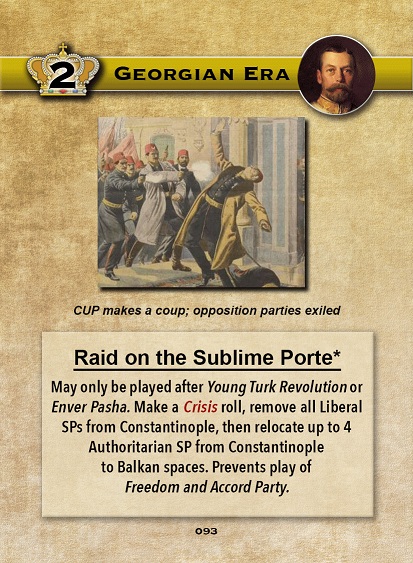 2
Georgian Era
CUP makes a coup; opposition parties exiled
Raid on the Sublime Porte*
May only be played after Young Turk Revolution or
Enver Pasha. Make a Crisis roll, remove all Liberal
SPs from Constantinople, then relocate up to 4
Authoritarian SP from Constantinople
to Balkan spaces. Prevents play of
Freedom and Accord Party.
093